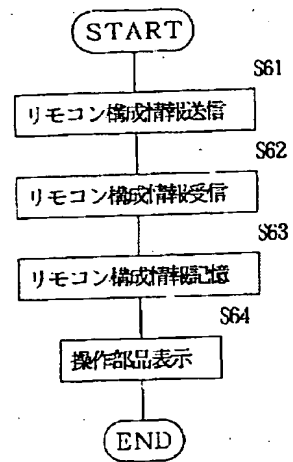 START
S61
リモコン構成情報送信
S62
リモコン構成情報受信
S63
リモコン構成情報記憶
S64
操作部品表示
END